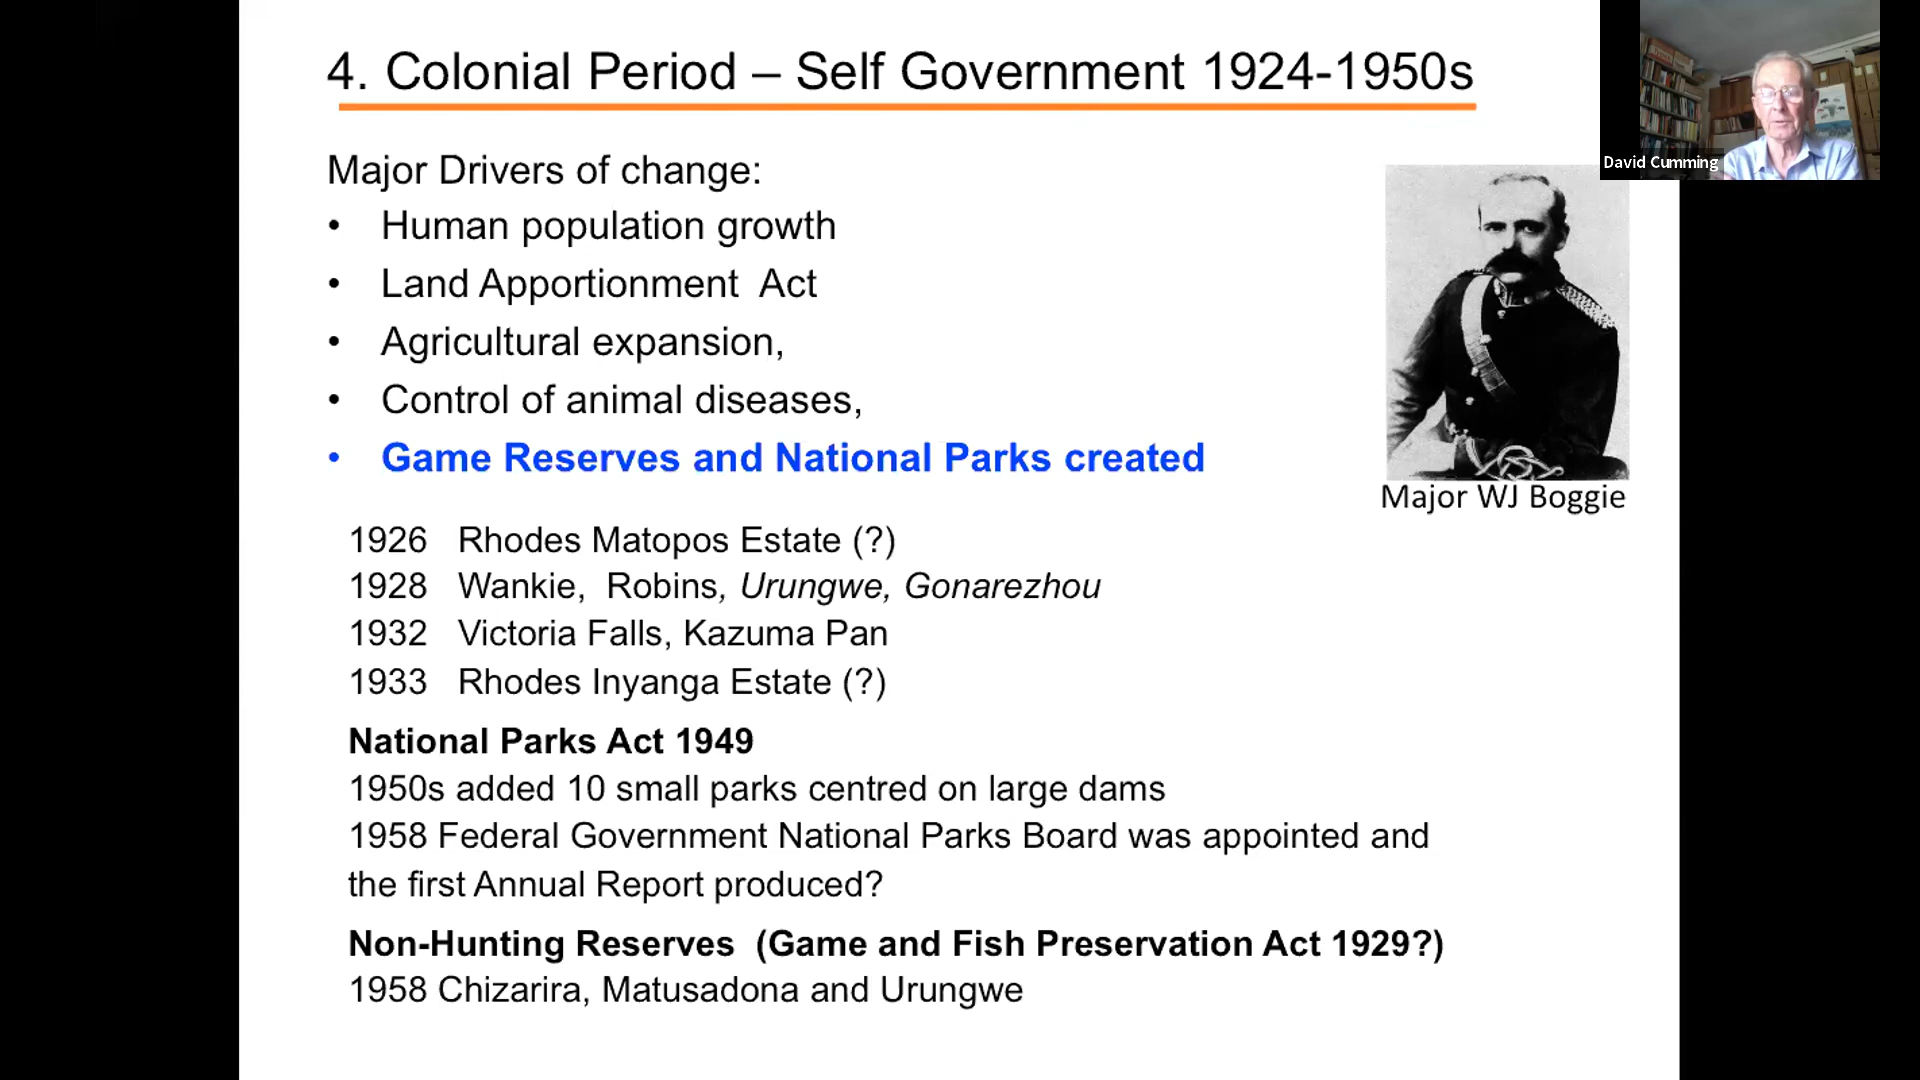 4. Colonial Period – Self Government 1924-1950s
David Cumming
Major Drivers of change:
• Human population growth
• Land Apportionment  Act
• Agricultural expansion,
• Control of animal diseases,
• Game Reserves and National Parks created
Major WJ Boggie
1926 Rhodes Matopos Estate (?)
1928 Wankie,  Robins, Urungwe, Gonarezhou
1932 Victoria Falls, Kazuma Pan
1933 Rhodes Inyanga Estate (?)
National Parks Act 1949
1950s added 10 small parks centred on large dams
1958 Federal Government National Parks Board was appointed and
the first Annual Report produced?
Non-Hunting Reserves  (Game and Fish Preservation Act 1929?)
1958 Chizarira, Matusadona and Urungwe